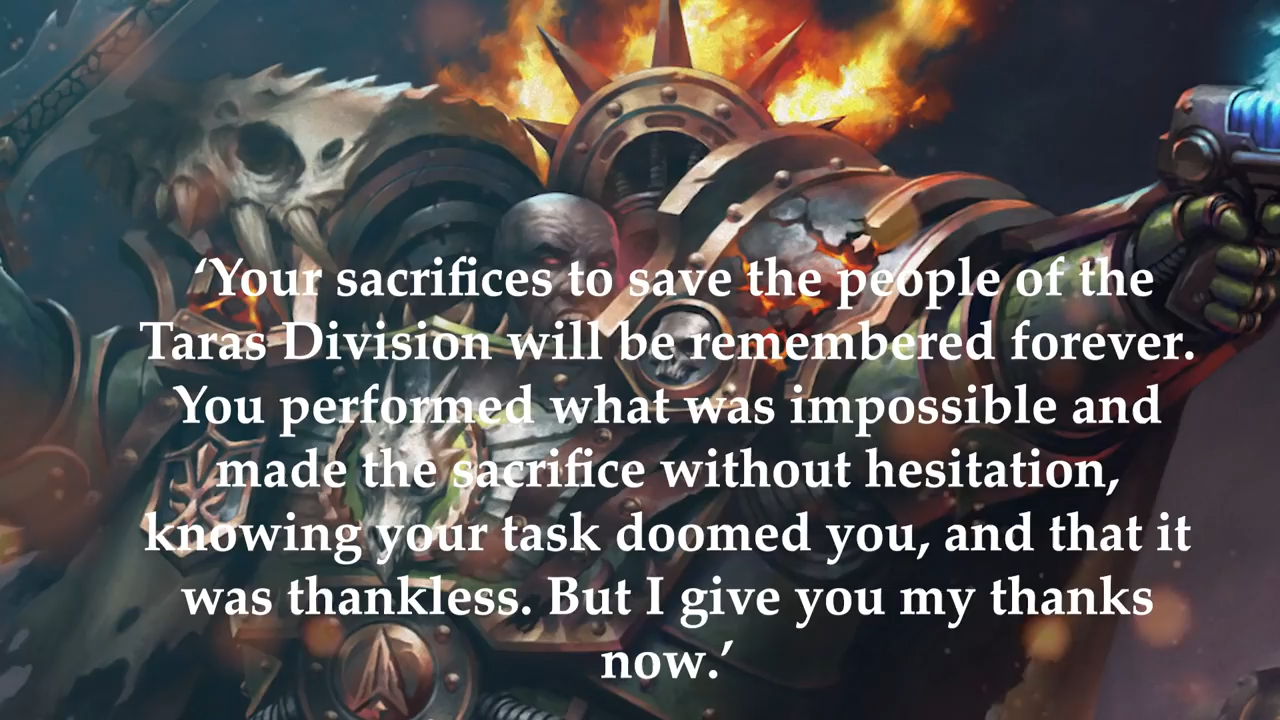 ‘Your sacrifices to save the people of the
Taras Division will be remembered forever.
You performed what was impossible and
made the sacrifice without hesitation,
knowing your task doomed you, and that it
was thankless. But I give you my thanks
now.’